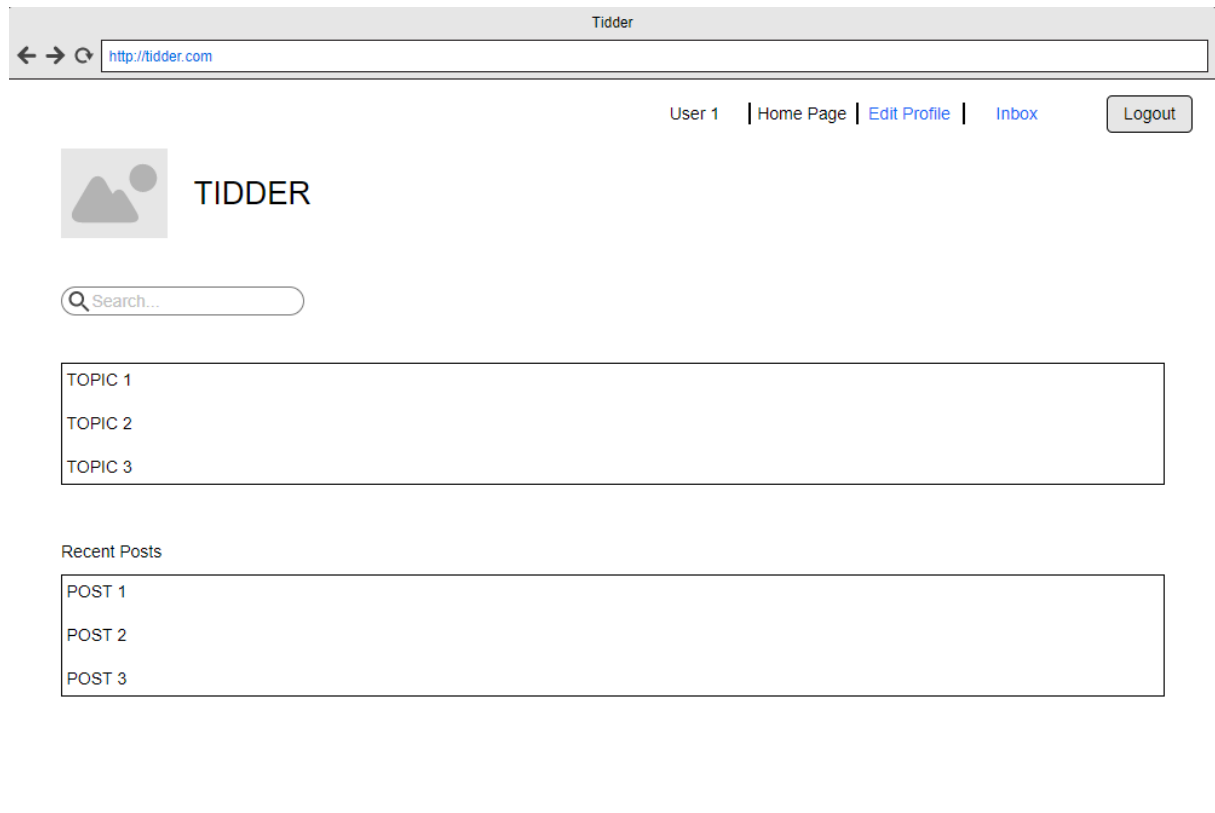 Tidder
http://tidder.com
User 1 Home Page Edit Profile Inbox Logout
TIDDER
Search...
TOPIC 1
TOPIC 2
TOPIC 3
Recent Posts
POST 1
POST 2
POST 3